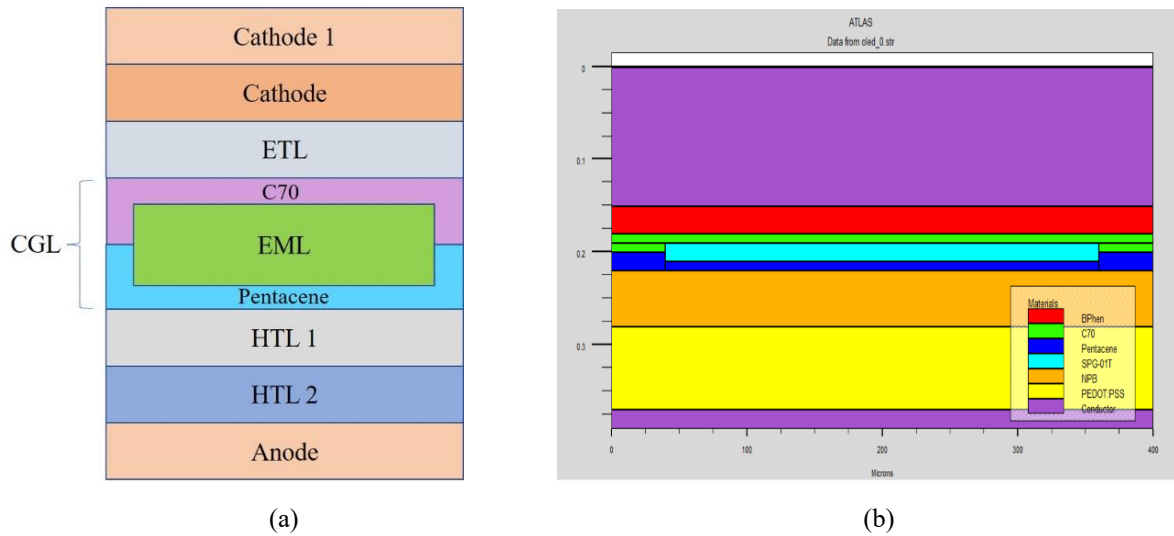 Cathode 1
Cathode
ETL
C70
CGL
EML
Pentacene
HTL 1
HTL 2
Anode
(a)
ATLAS
Data from oled_0.str
0
0.1
0.2
0.3
Materials
BPhen
C70
Pentacene
SPG-01T
NPB
PEDOT:PSS
Conductor
0 100 200 300 400
Microns
(b)